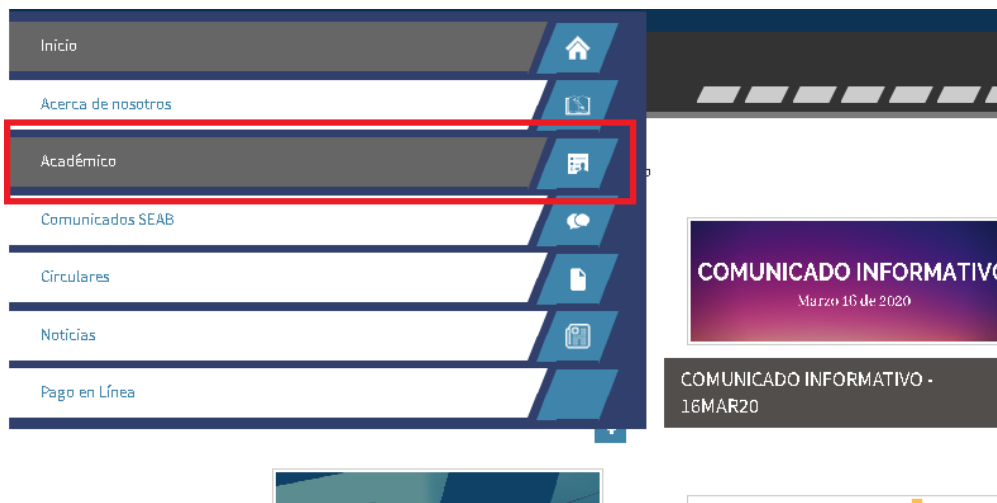 Inicio
Acerca de nosotros
Académico
Comunicados SEAB
Circulares
Noticias
Pago en Línea
COMUNICADO INFORMATIVO
Marzo 16 de 2020
COMUNICADO INFORMATIVO -
16MAR20